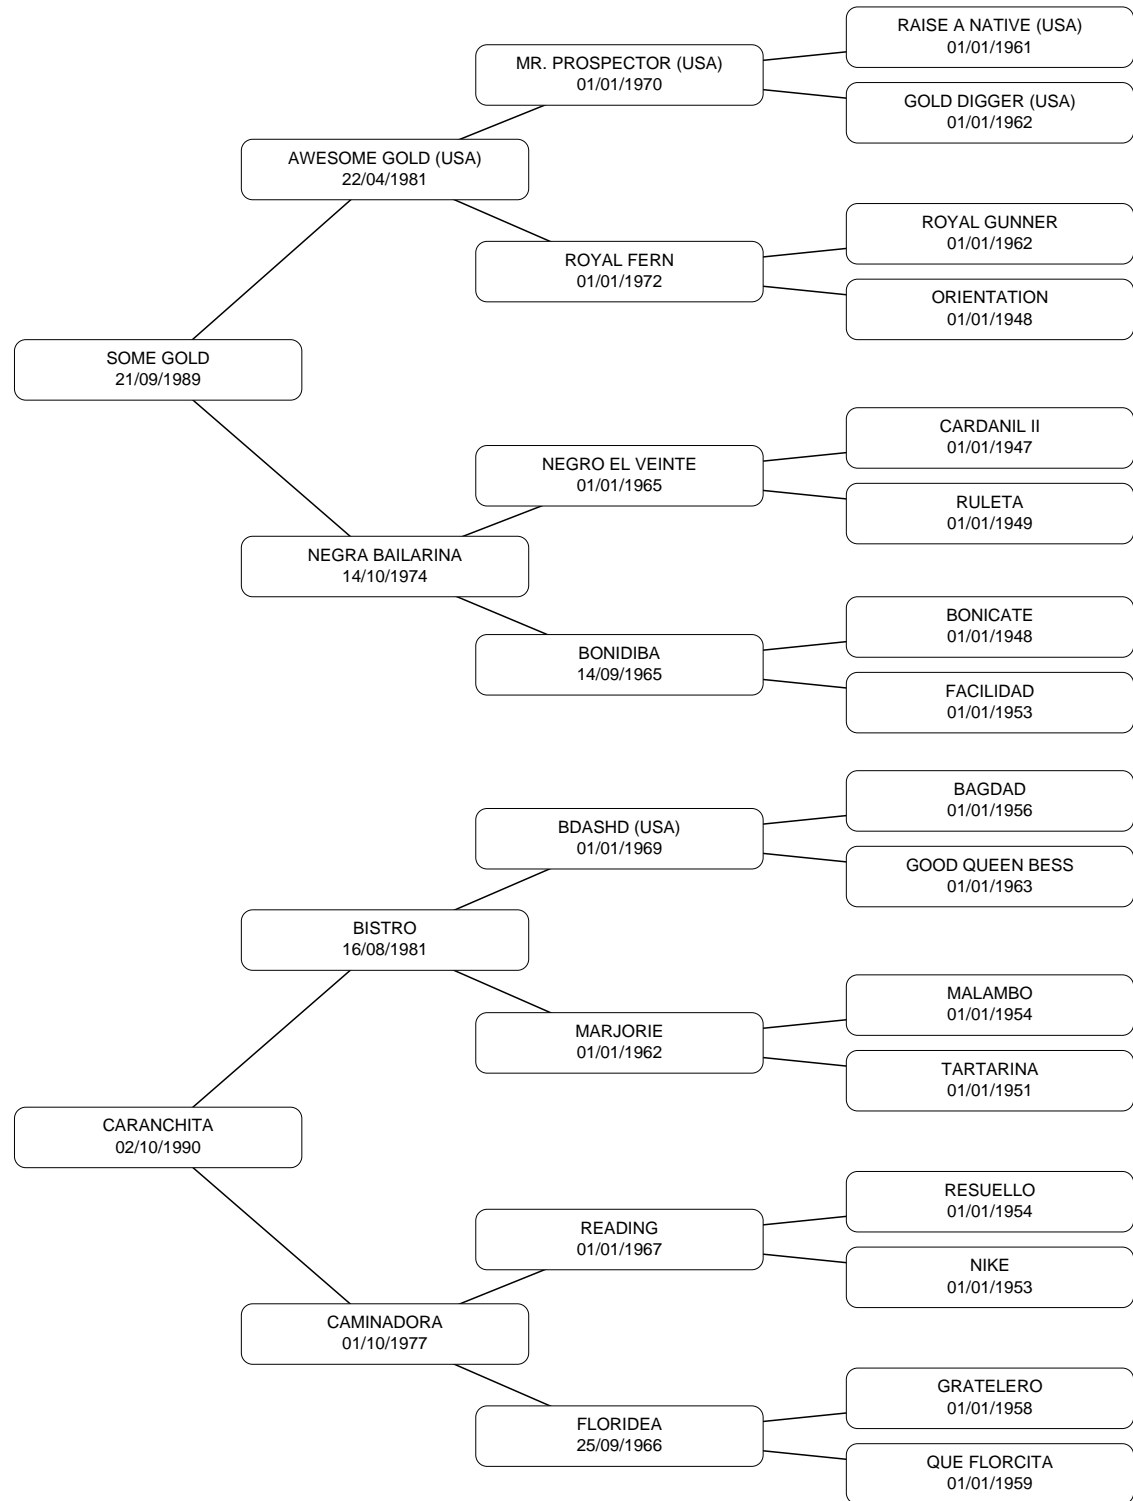 RAISE A NATIVE (USA)
01/01/1961
MR. PROSPECTOR (USA)
01/01/1970
GOLD DIGGER (USA)
01/01/1962
AWESOME GOLD (USA)
22/04/1981
ROYAL GUNNER
01/01/1962
ROYAL FERN
01/01/1972
ORIENTATION
01/01/1948
SOME GOLD
21/09/1989
CARDANIL II
01/01/1947
NEGRO EL VEINTE
01/01/1965
RULETA
01/01/1949
NEGRA BAILARINA
14/10/1974
BONICATE
01/01/1948
BONIDIBA
14/09/1965
FACILIDAD
01/01/1953
BAGDAD
01/01/1956
BDASHD (USA)
01/01/1969
GOOD QUEEN BESS
01/01/1963
BISTRO
16/08/1981
MALAMBO
01/01/1954
MARJORIE
01/01/1962
TARTARINA
01/01/1951
CARANCHITA
02/10/1990
RESUELLO
01/01/1954
READING
01/01/1967
NIKE
01/01/1953
CAMINADORA
01/10/1977
GRATELERO
01/01/1958
FLORIDEA
25/09/1966
QUE FLORCITA
01/01/1959